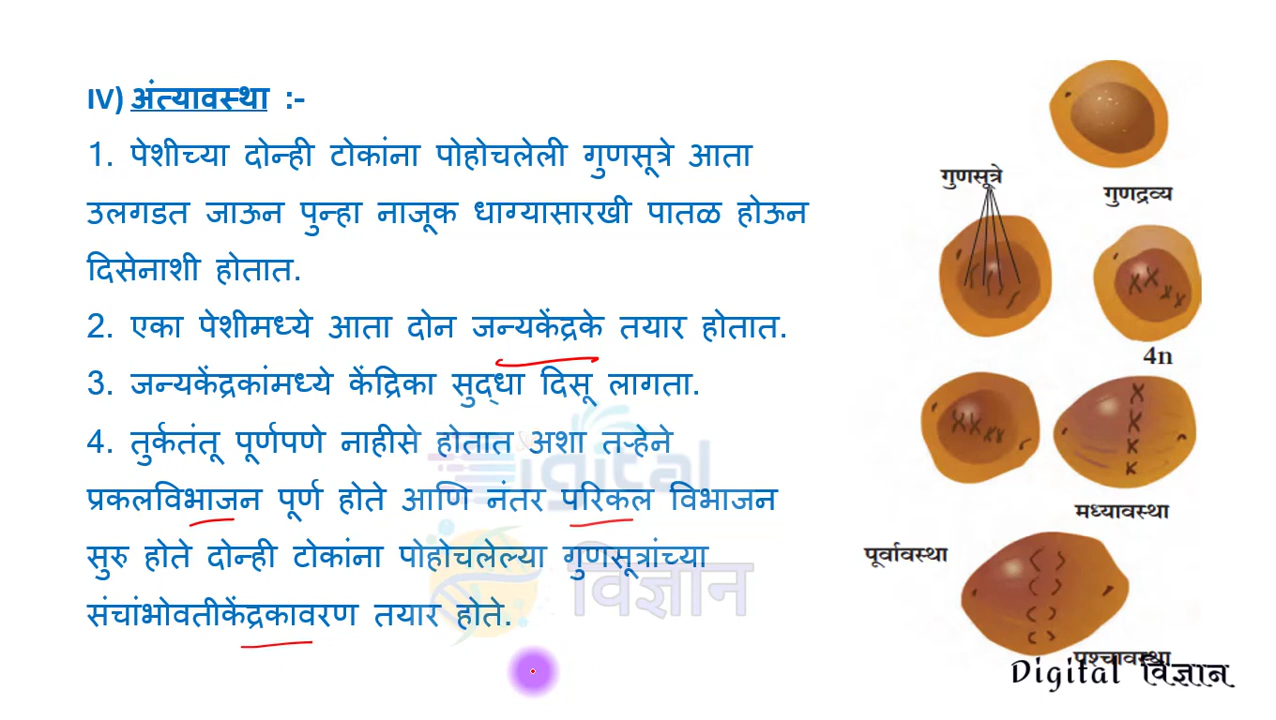 IV) अंत्यावस्था :-
1. पेशीच्या दोन्ही टोकांना पोहोचलेली गुणसूत्रे आता
उलगडत जाऊन पुन्हा नाजूक धाग्यासारखी पातळ होऊन
दिसेनाशी होतात.
2. एका पेशीमध्ये आता दोन जन्यकेंद्रके तयार होतात.
3. जन्यकेंद्रकांमध्ये केंद्रिका सुद्धा दिसू लागता.
4. तुर्कतंतू पूर्णपणे नाहीसे होतात अशा तऱ्हेने
प्रकलविभाजन पूर्ण होते आणि नंतर परिकल विभाजन
सुरु होते दोन्ही टोकांना पोहोचलेल्या गुणसूत्रांच्या
संचांभोवतीकेंद्रकावरण तयार होते.
गुणद्रव्य
गुणसूत्रे
4n
मध्यावस्था
पूर्वावस्था
पश्चावस्था
Digital विज्ञान
Digital
विज्ञान